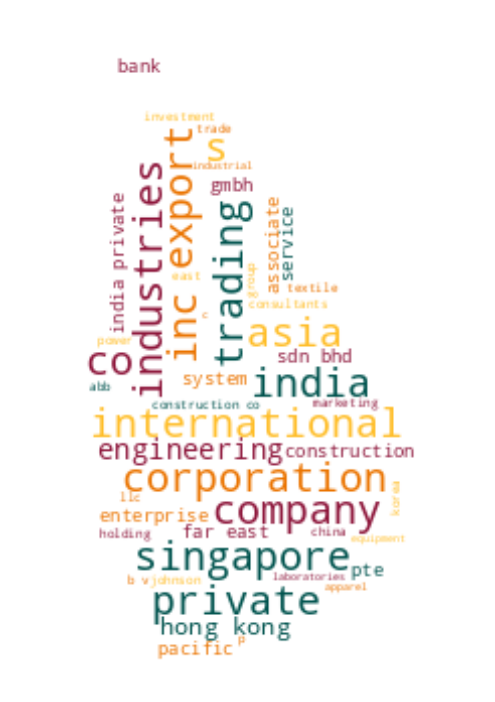 bank
investment
trade
s
industrial
gmbh
inc export
industries
india private
trading
associate
service
east
group
textile
consultants
c
asia
power
co
sdn bhd
abb
system
india
construction co
marketing
international
engineering
construction
corporation
llc
korea
enterprise
company
holding
far east
china
equipment
singapore
pte
b v
johnson
laboratories
apparel
private
hong kong
p
pacific